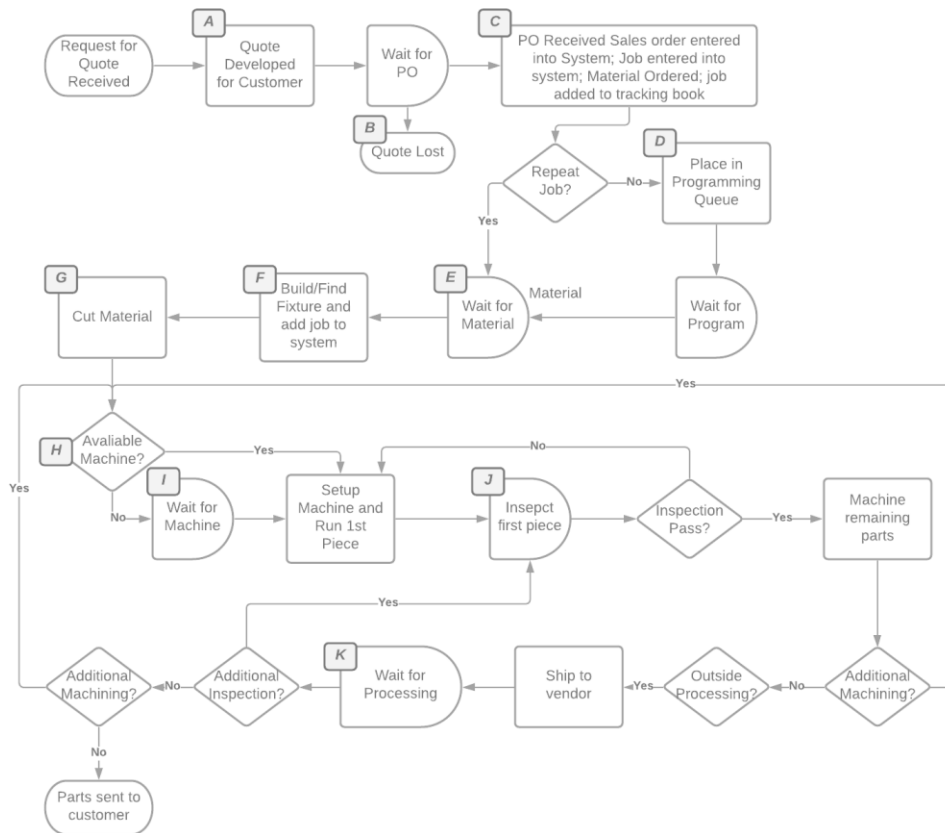 A
C
Request for
Quote
Received
Quote
Developed
for Customer
Wait for
PO
PO Received Sales order entered
into System; Job entered into
system; Material Ordered; job
added to tracking book
B
Quote Lost
D
Repeat
Job?
No
Place in
Programming
Queue
Yes
G
F
E
Cut Material
Build/Find
Fixture and
add job to
system
Wait for
Material
Material
Wait for
Program
Yes
H
Avaliable
Machine?
Yes
No
Yes
I
J
No
Wait for
Machine
Setup
Machine and
Run 1st
Piece
Insepct
first piece
Inspection
Pass?
Yes
Machine
remaining
parts
Yes
K
Additional
Machining?
No
Additional
Inspection?
Wait for
Processing
Ship to
vendor
Yes
Outside
Processing?
No
Additional
Machining?
No
Parts sent to
customer